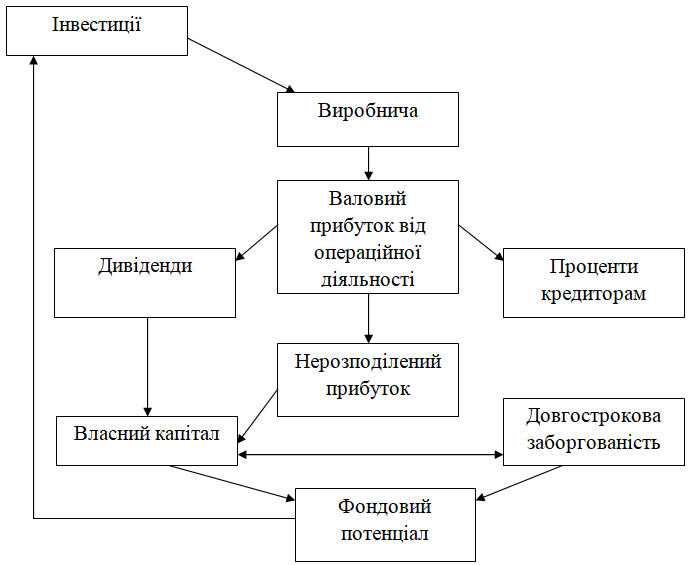 Інвестиції
Виробнича
Валовий
прибуток від
операційної
діяльності
Дивіденди
Проценти
кредиторам
Нерозподілений
прибуток
Власний капітал
Довгострокова
заборгованість
Фондовий
потенціал